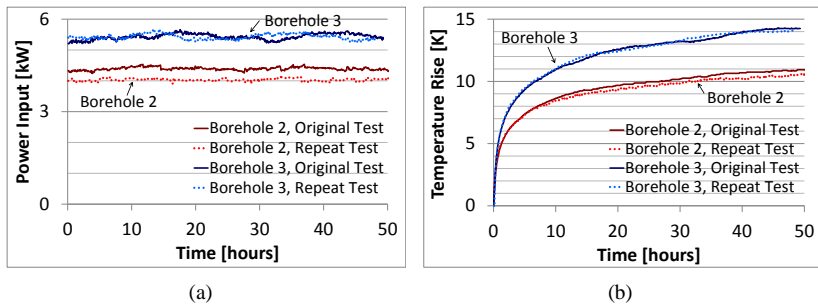 Power Input [kW]
6
3
0
Borehole 3
Borehole 2
Borehole 2, Original Test
Borehole 2, Repeat Test
Borehole 3, Original Test
Borehole 3, Repeat Test
0 10 20 30 40 50
Time [hours]
(a)
Temperature Rise [K]
15
10
5
0
Borehole 3
Borehole 2
Borehole 2, Original Test
Borehole 2, Repeat Test
Borehole 3, Original Test
Borehole 3, Repeat Test
0 10 20 30 40 50
Time [hours]
(b)